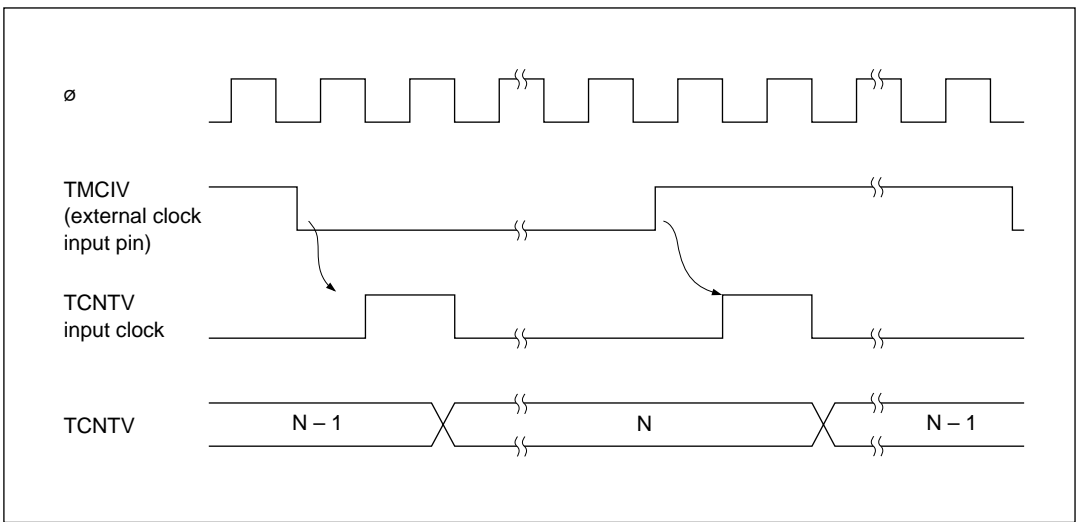 ø
TMCIV
(external clock
input pin)
TCNTV
input clock
TCNTV
N – 1
N
N – 1